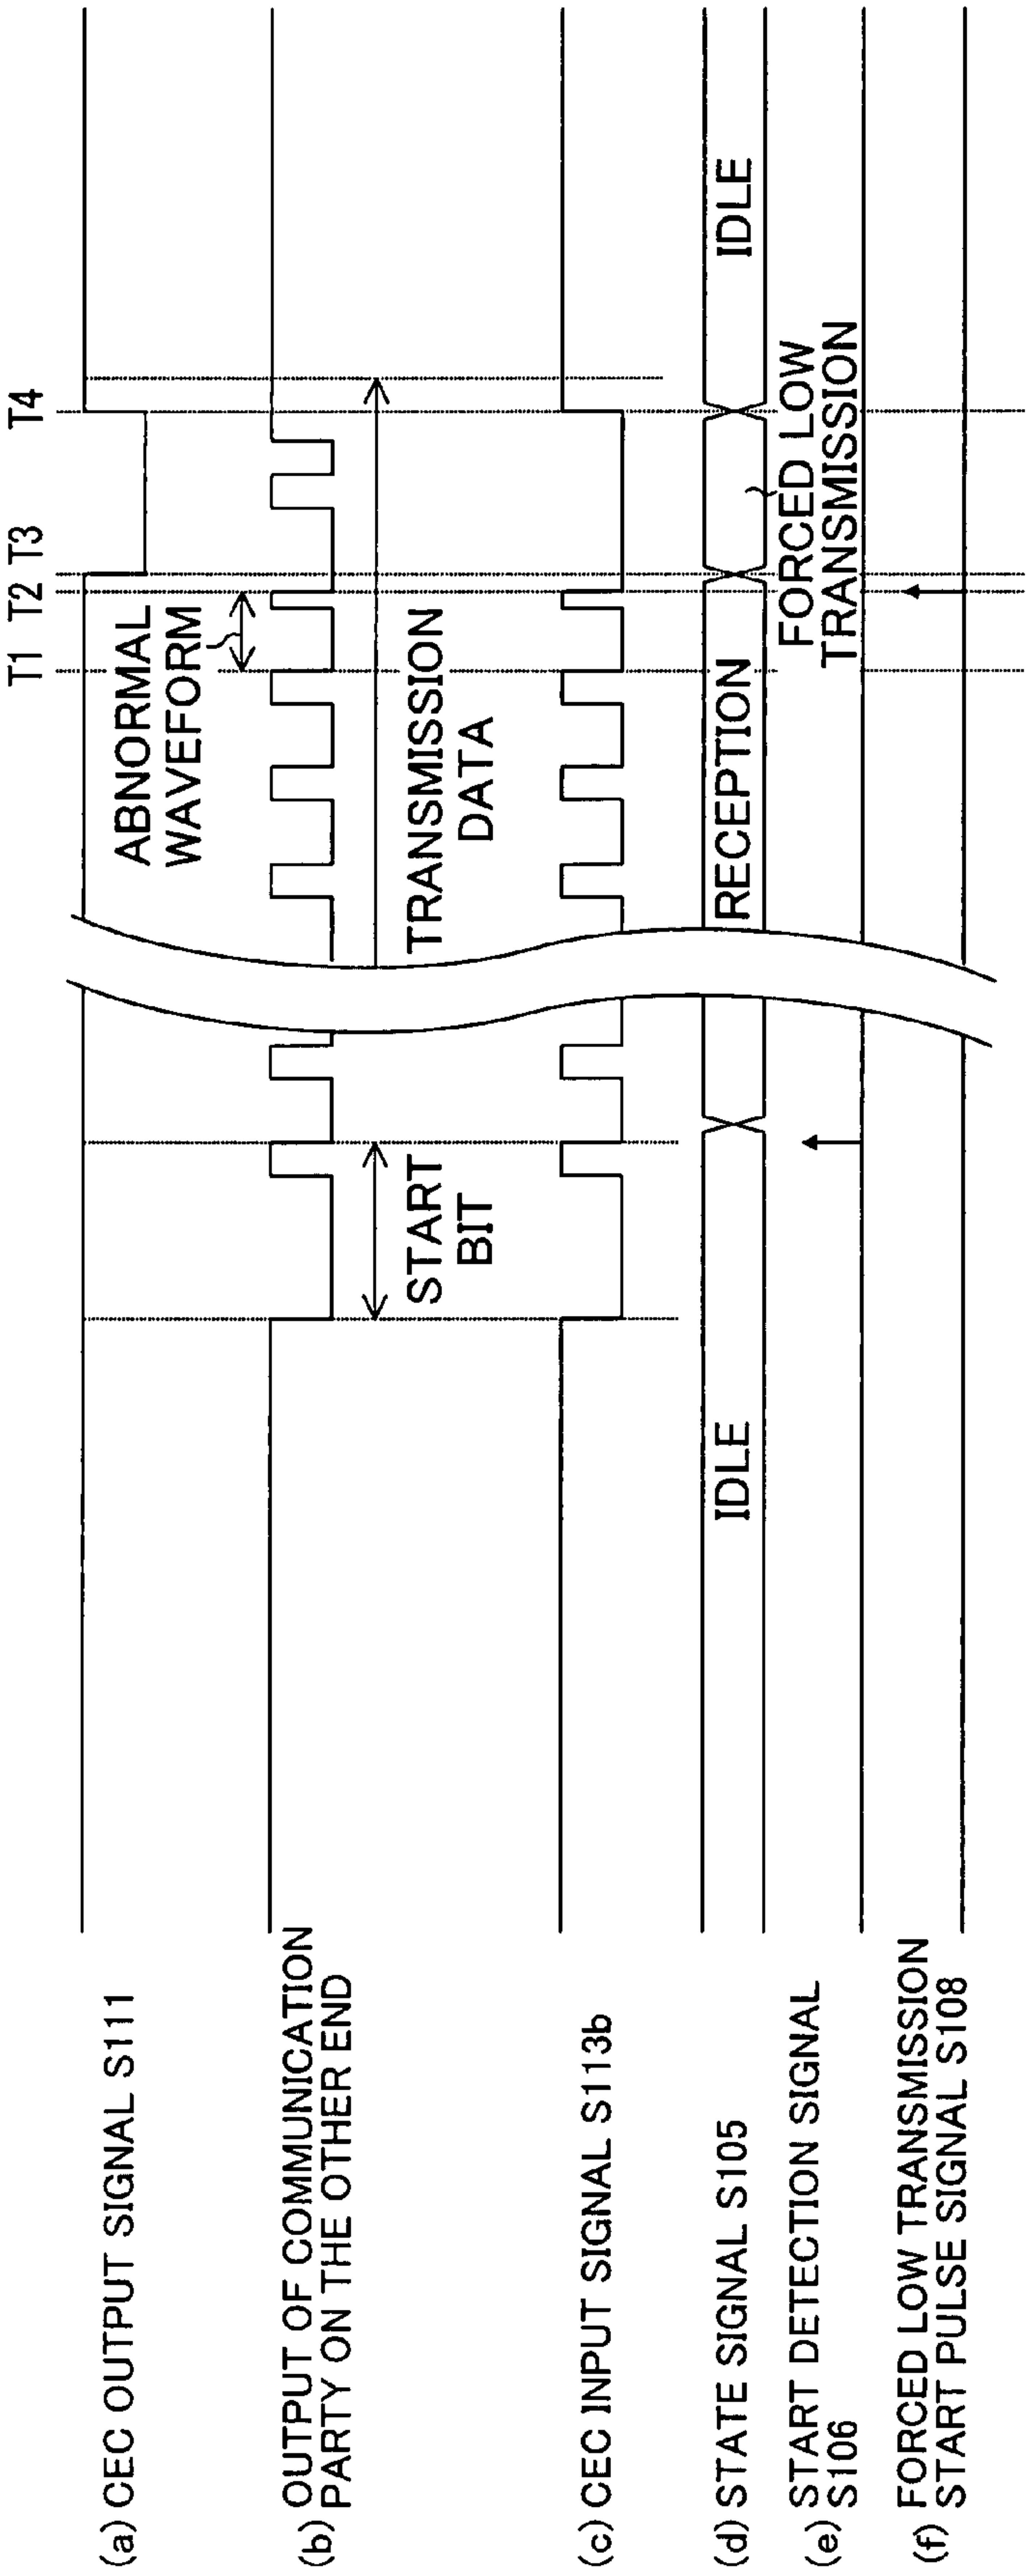 T1 T2 T3 T4
(a) CEC OUTPUT SIGNAL S111
ABNORMAL
WAVEFORM
(b) OUTPUT OF COMMUNICATION
PARTY ON THE OTHER END
START
BIT
TRANSMISSION
DATA
(c) CEC INPUT SIGNAL S113b
(d) STATE SIGNAL S105
IDLE
RECEPTION
IDLE
FORCED LOW
TRANSMISSION
(e) START DETECTION SIGNAL
S106
(f) FORCED LOW TRANSMISSION
START PULSE SIGNAL S108